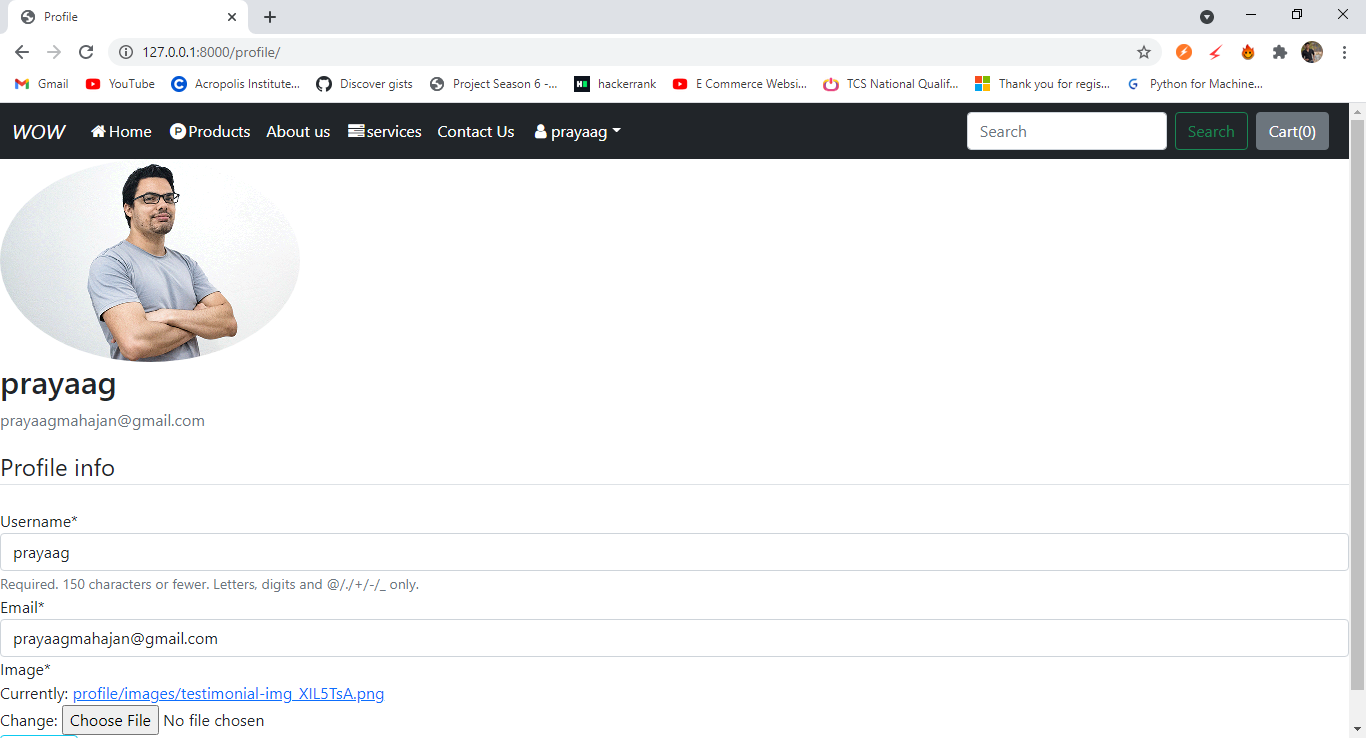 Profile
127.0.0.1:8000/profile/
Gmail YouTube Acropolis Institute... Discover gists Project Season 6 -... hackerrank E Commerce Websi... TCS National Qualif... Thank you for regis... Python for Machine...
WOW Home Products About us services Contact Us prayaag Search Search Cart(0)
prayaag
prayaagmahajan@gmail.com
Profile info
Username*
prayaag
Required. 150 characters or fewer. Letters, digits and @/./+/-/_ only.
Email*
prayaagmahajan@gmail.com
Image*
Currently: profile/images/testimonial-img_XIL5TsA.png
Change: Choose File No file chosen